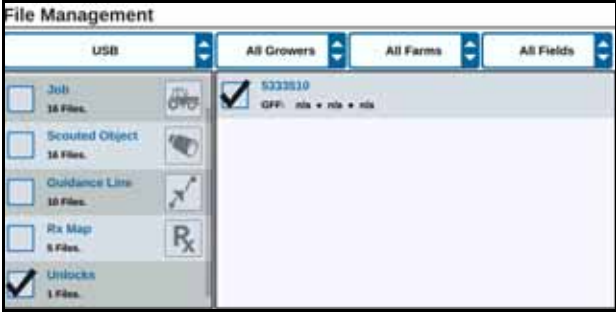 File Management
USB
All Growers
All Farms
All Fields
Job
16 Files.
Scouted Object
16 Files.
Guidance Line
10 Files.
Rx Map
5 Files.
Rx
Unlocks
1 Files.
5333510
GFF: n/a • n/a • n/a